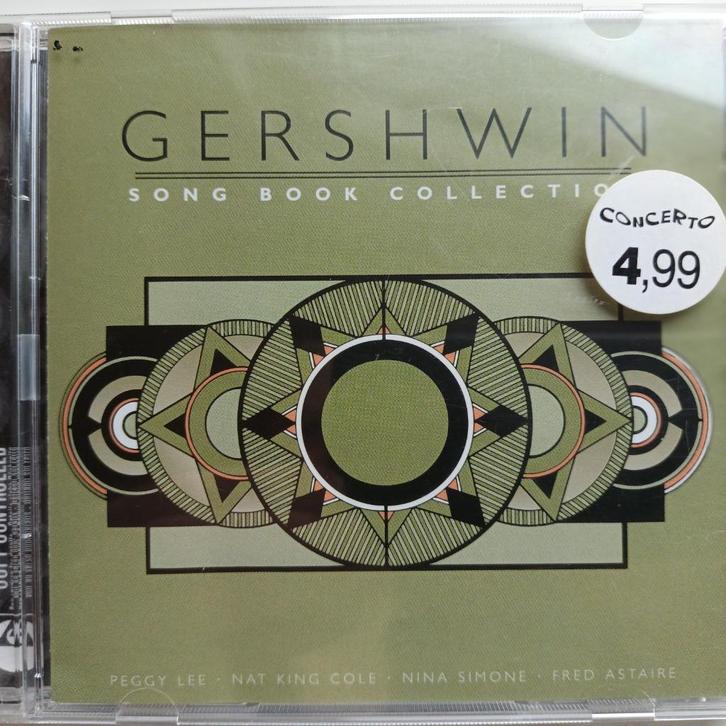 GERSHWIN
SONG BOOK COLLECTIO
CONCERTO
4,99
PEGGY LEE · NAT KING COLE · NINA SIMONE · FRED ASTAIRE